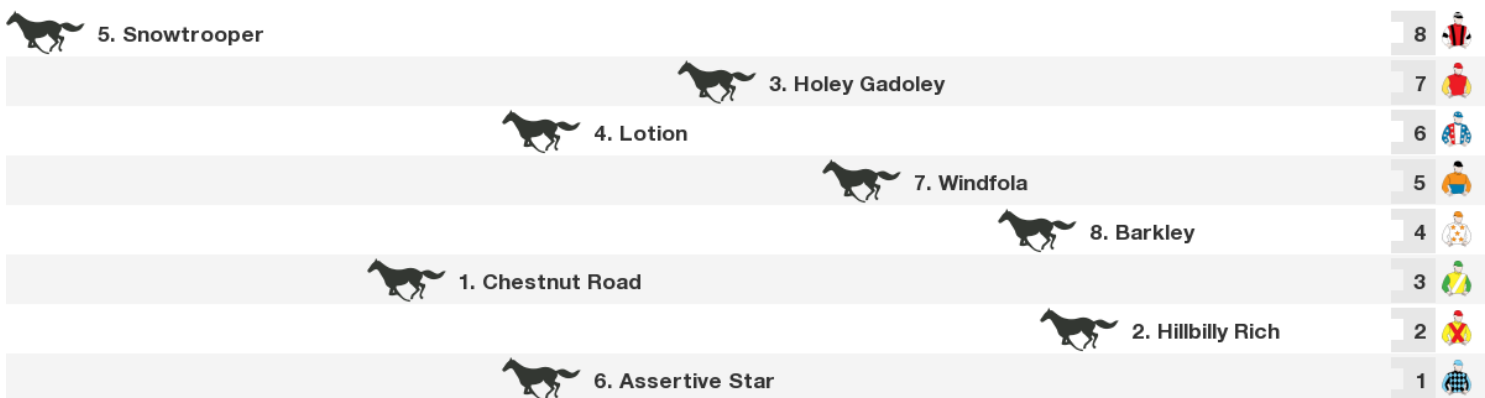 5. Snowtrooper 8
3. Holey Gadoley 7
4. Lotion 6
7. Windfola 5
8. Barkley 4
1. Chestnut Road 3
2. Hillbilly Rich 2
6. Assertive Star 1